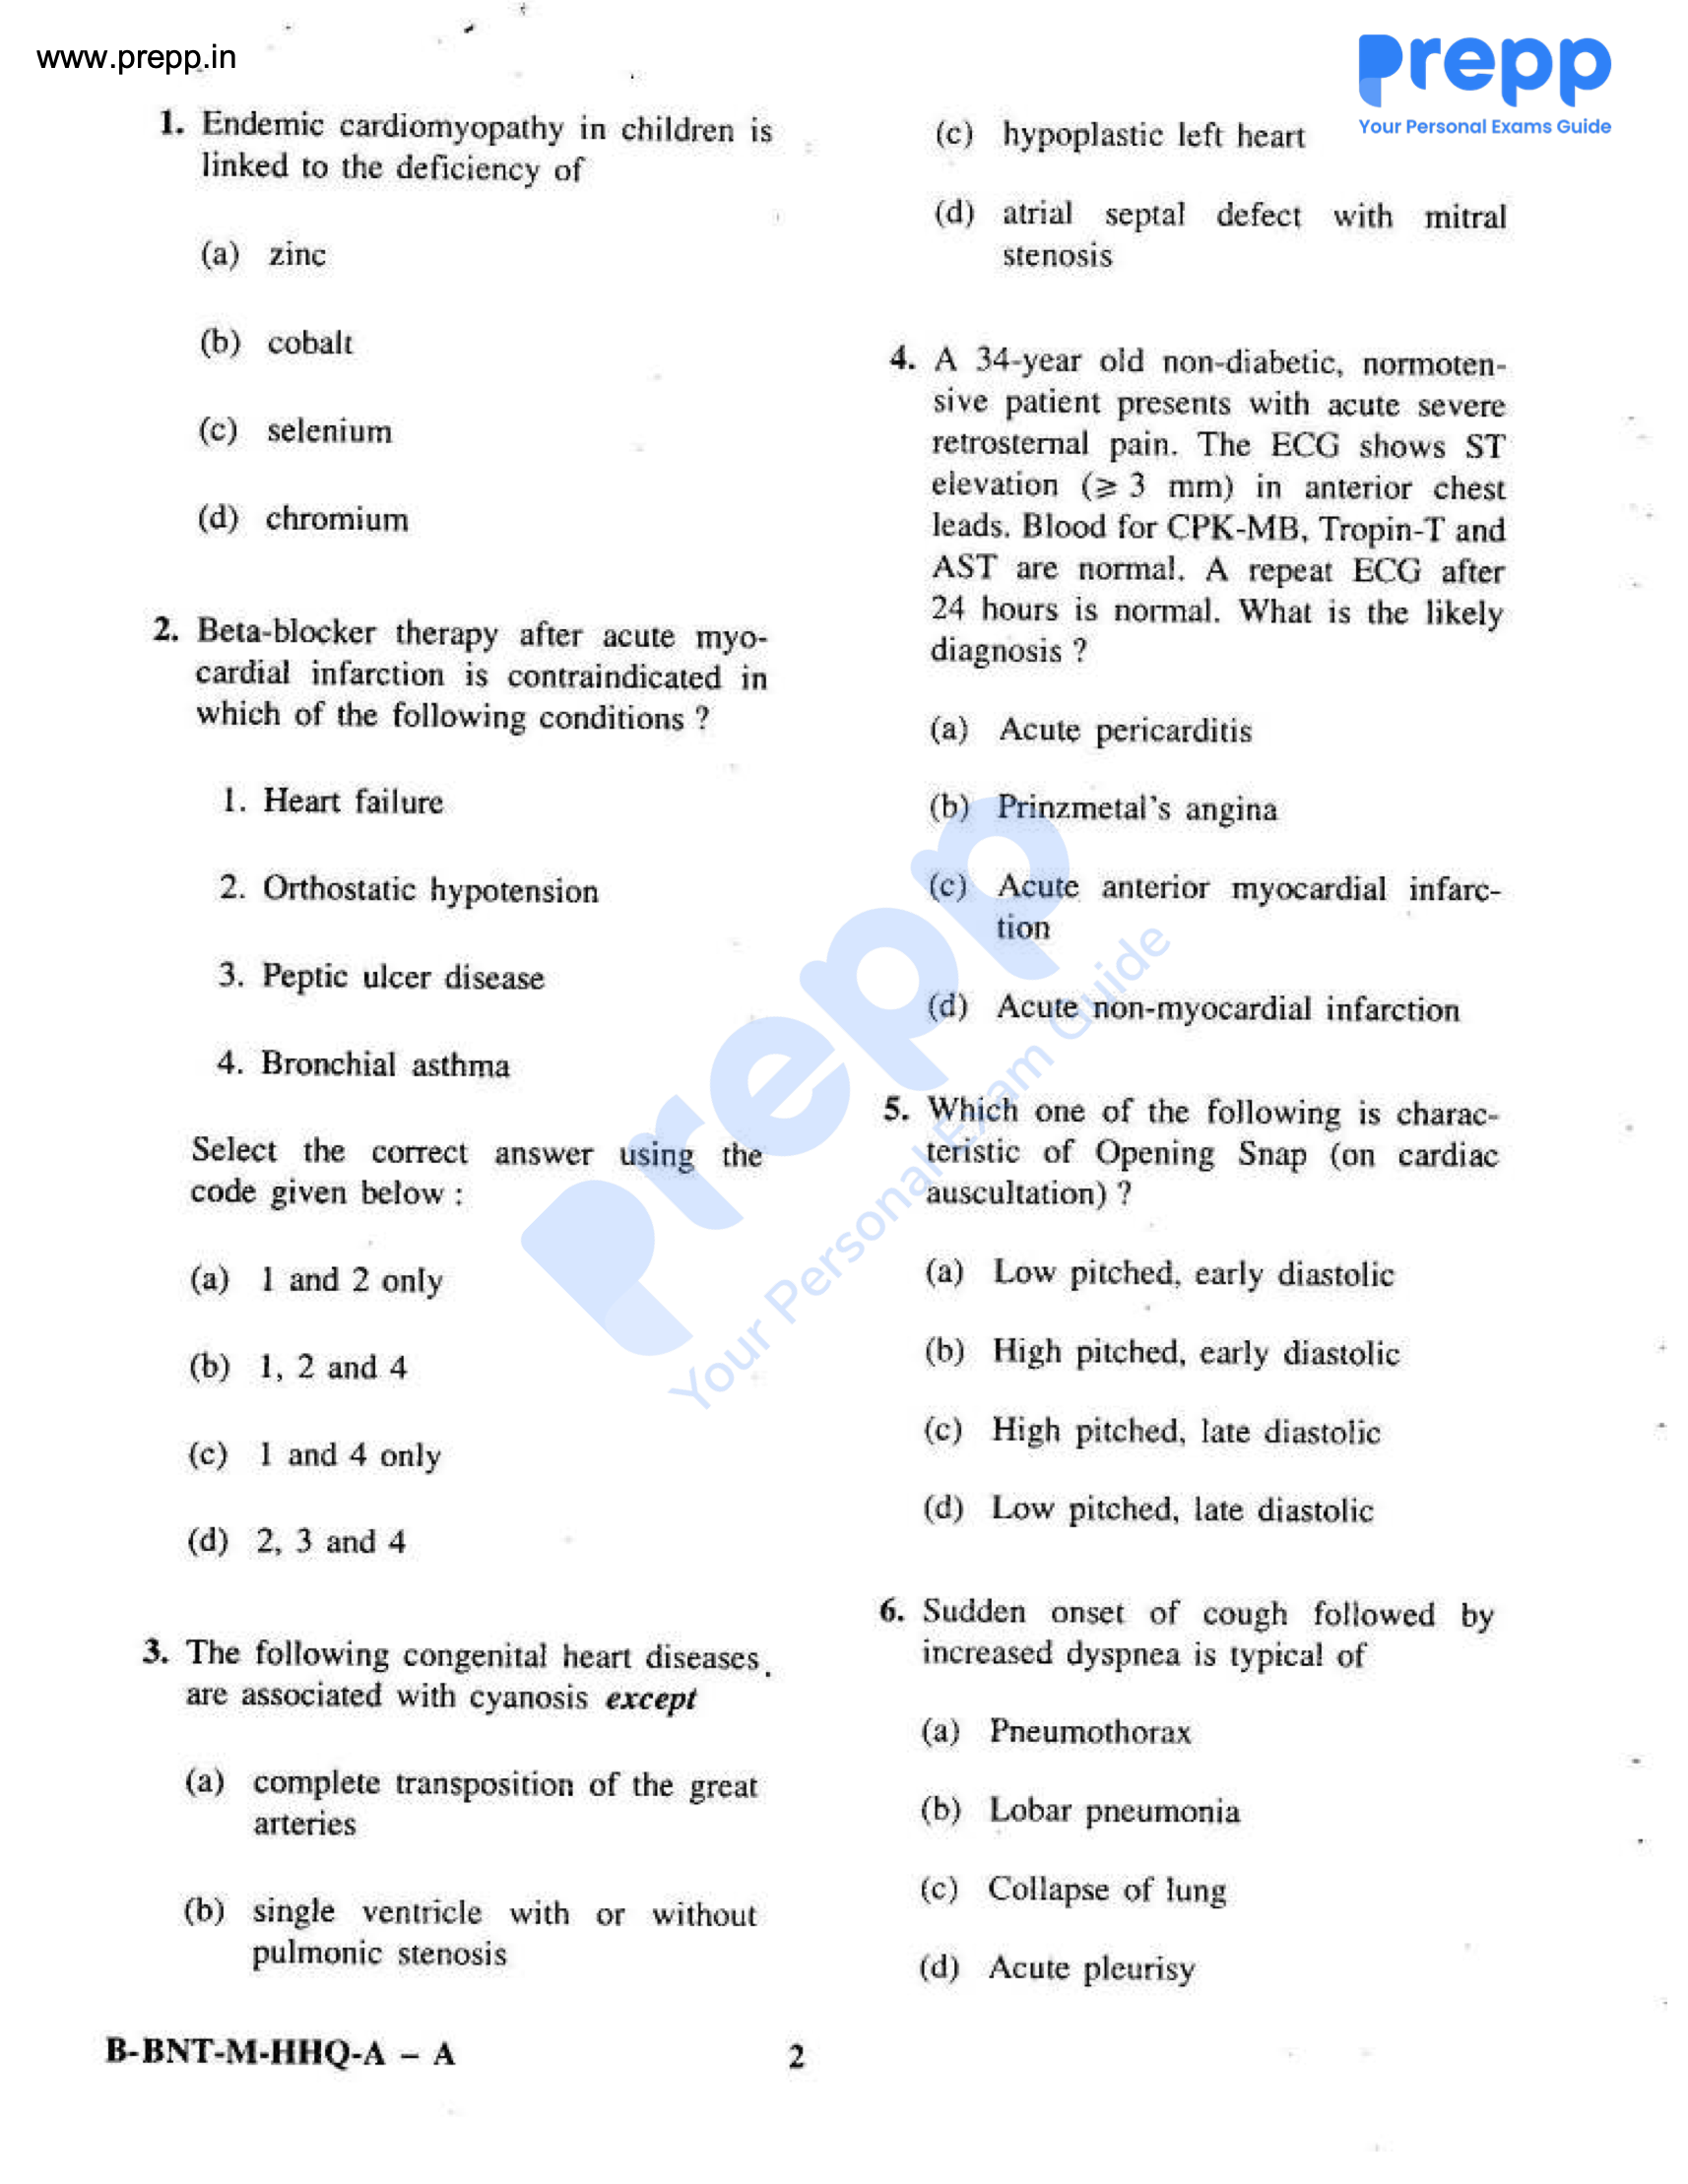 www.prepp.in
prepp
Your Personal Exams Guide
1. Endemic cardiomyopathy in children is
linked to the deficiency of
(a) zinc
(b) cobalt
(c) selenium
(d) chromium
2. Beta-blocker therapy after acute myo-
cardial infarction is contraindicated in
which of the following conditions ?
1. Heart failure
2. Orthostatic hypotension
3. Peptic ulcer disease
4. Bronchial asthma
Select the correct answer using the
code given below :
(a) 1 and 2 only
(b) 1, 2 and 4
(c) 1 and 4 only
(d) 2, 3 and 4
3. The following congenital heart diseases
are associated with cyanosis except
(a) complete transposition of the great
arteries
(b) single ventricle with or without
pulmonic stenosis
(c) hypoplastic left heart
(d) atrial septal defect with mitral
stenosis
4. A 34-year old non-diabetic, normoten-
sive patient presents with acute severe
retrosternal pain. The ECG shows ST
elevation (⩾ 3 mm) in anterior chest
leads. Blood for CPK-MB, Tropin-T and
AST are normal. A repeat ECG after
24 hours is normal. What is the likely
diagnosis ?
(a) Acute pericarditis
(b) Prinzmetal's angina
(c) Acute anterior myocardial infarc-
tion
(d) Acute non-myocardial infarction
5. Which one of the following is charac-
teristic of Opening Snap (on cardiac
auscultation) ?
(a) Low pitched, early diastolic
(b) High pitched, early diastolic
(c) High pitched, late diastolic
(d) Low pitched, late diastolic
6. Sudden onset of cough followed by
increased dyspnea is typical of
(a) Pneumothorax
(b) Lobar pneumonia
(c) Collapse of lung
(d) Acute pleurisy
prepp
Your Personal Exam Guide
B-BNT-M-HHQ-A – A
2